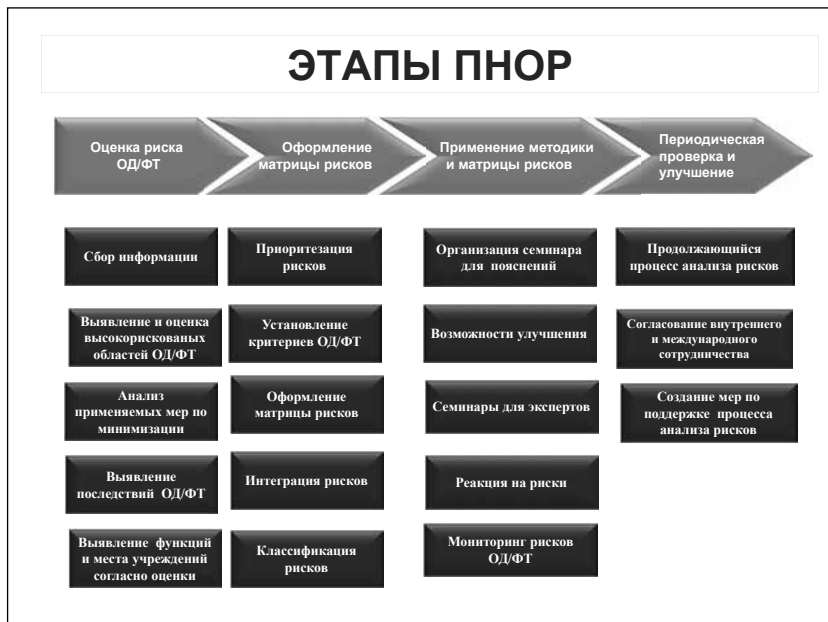 ЭТАПЫ ПНОР
Оценка риска
ОД/ФТ
Оформление
матрицы рисков
Применение методики
и матрицы рисков
Периодическая
проверка и
улучшение
Сбор информации
Выявление и оценка
высокорискованых
областей ОД/ФТ
Анализ
применяемых мер по
минимизации
Выявление
последствий ОД/ФТ
Выявление функций
и места учреждений
согласно оценки
Приоритезация
рисков
Установление
критериев ОД/ФТ
Оформление
матрицы рисков
Интеграция рисков
Классификация
рисков
Организация семинара
для пояснений
Возможности улучшения
Семинары для экспертов
Реакция на риски
Мониторинг рисков
ОД/ФТ
Продолжающийся
процесс анализа рисков
Согласование внутреннего
и международного
сотрудничества
Создание мер по
поддержке процесса
анализа рисков